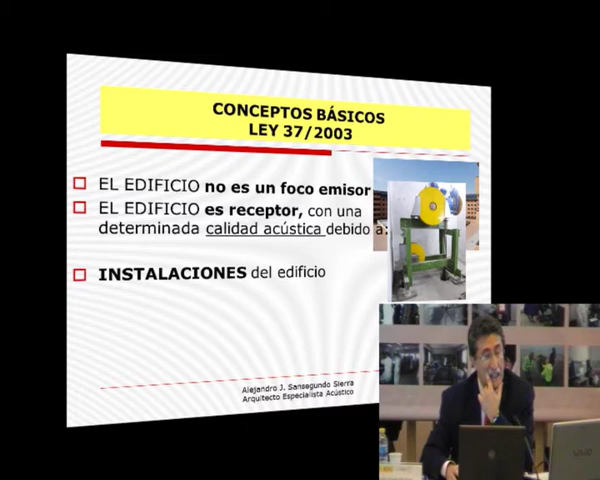 CONCEPTOS BÁSICOS
LEY 37/2003
EL EDIFICIO no es un foco emisor
EL EDIFICIO es receptor, con una
determinada calidad acústica debido a:
INSTALACIONES del edificio
Alejandro J. Sansegundo Sierra
Arquitecto Especialista Acústico